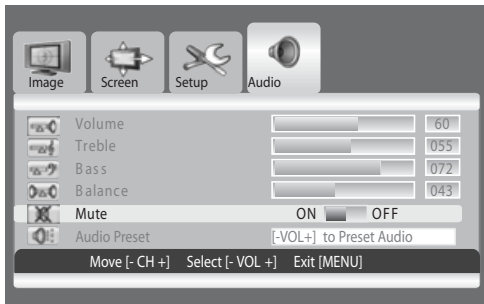 Image Screen Setup Audio
Volume 60
Treble 055
Bass 072
Balance 043
Mute ON OFF
Audio Preset [-VOL+] to Preset Audio
Move [- CH +] Select [- VOL +] Exit [MENU]